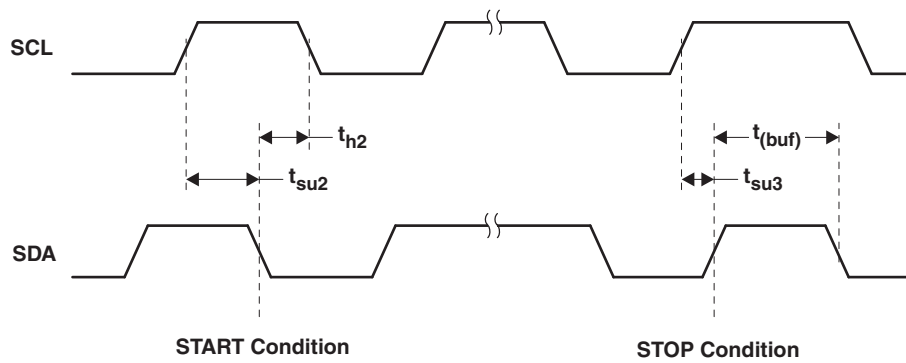 SCL
t(buf)
th2
tsu2
tsu3
SDA
START Condition
STOP Condition